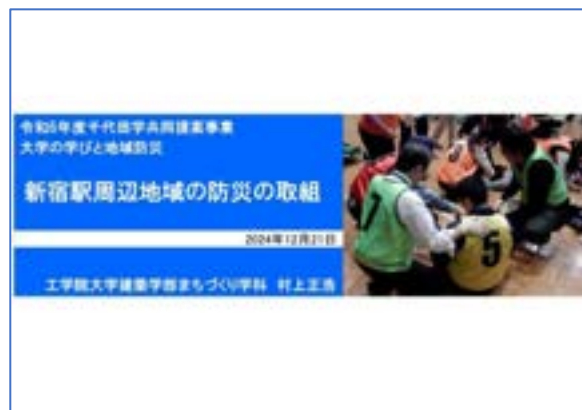 令和6年度千代田学共同提案事業
大学の学びと地域防災
新宿駅周辺地域の防災の取組
2024年12月21日
工学院大学建築学部まちづくり学科 村上正浩
7
5